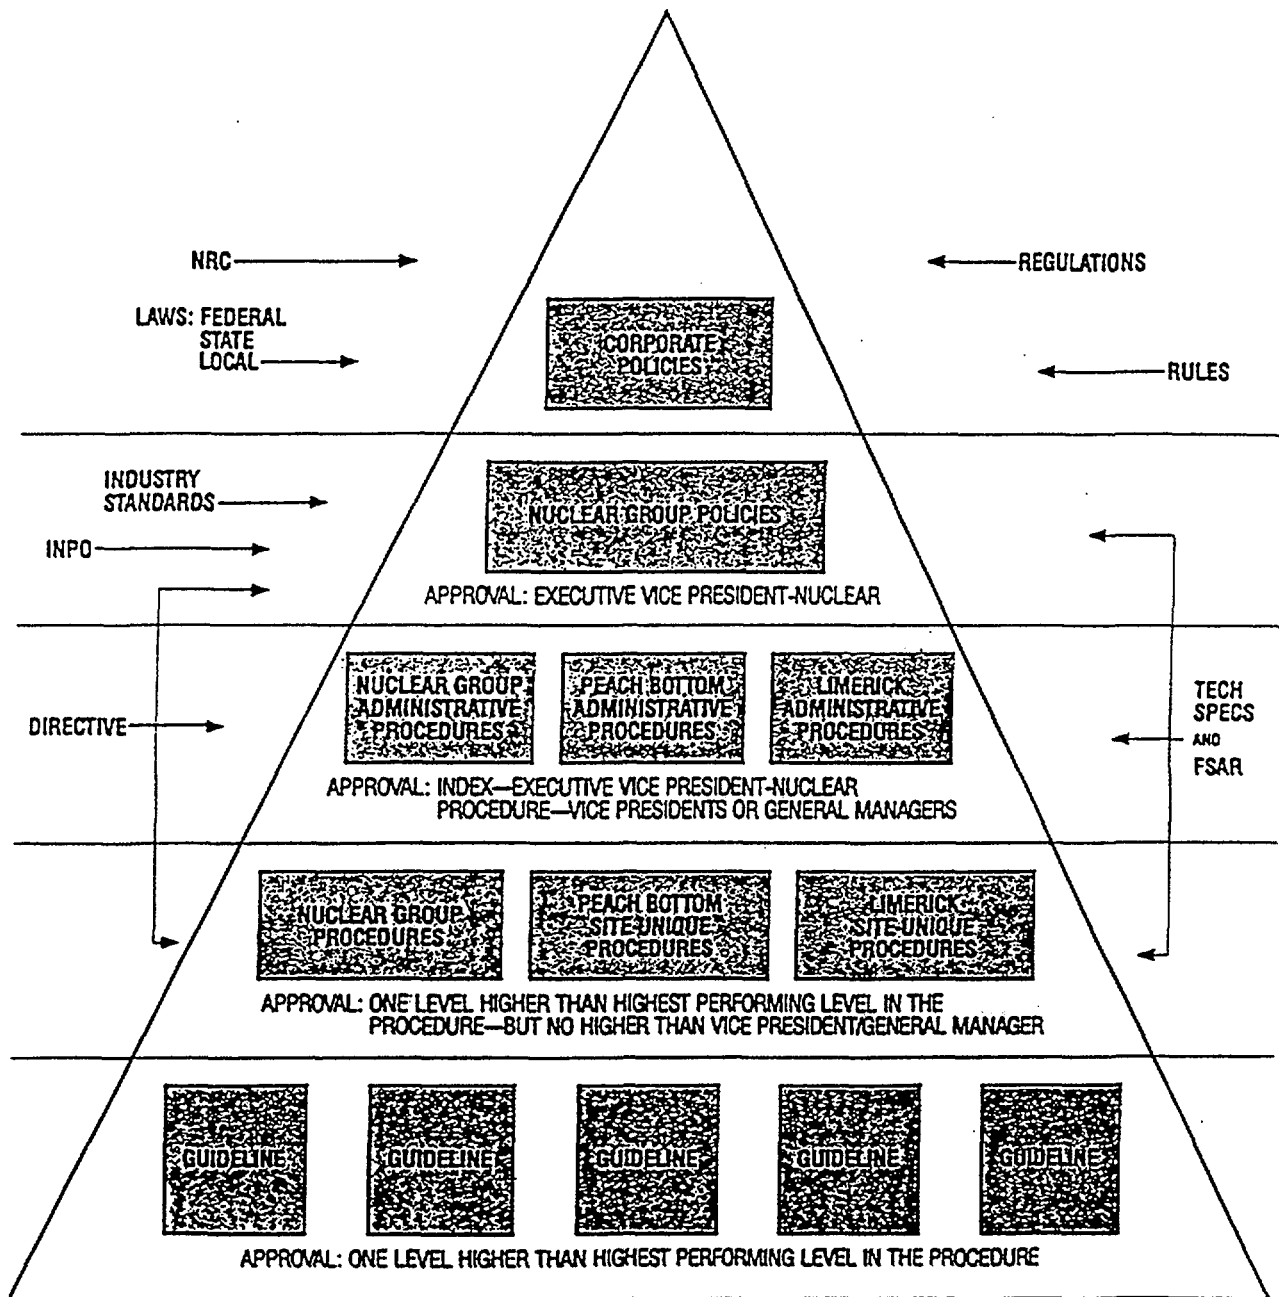 NRC
REGULATIONS
LAWS: FEDERAL
STATE
LOCAL
CORPORATE
POLICIES
RULES
INDUSTRY
STANDARDS
INPO
NUCLEAR GROUP POLICIES
APPROVAL: EXECUTIVE VICE PRESIDENT-NUCLEAR
DIRECTIVE
NUCLEAR GROUP
ADMINISTRATIVE
PROCEDURES
PEACH BOTTOM
ADMINISTRATIVE
PROCEDURES
LIMERICK
ADMINISTRATIVE
PROCEDURES
TECH
SPECS
AND
FSAR
APPROVAL: INDEX—EXECUTIVE VICE PRESIDENT-NUCLEAR
PROCEDURE—VICE PRESIDENTS OR GENERAL MANAGERS
NUCLEAR GROUP
PROCEDURES
PEACH BOTTOM
SITE-UNIQUE
PROCEDURES
LIMERICK
SITE-UNIQUE
PROCEDURES
APPROVAL: ONE LEVEL HIGHER THAN HIGHEST PERFORMING LEVEL IN THE
PROCEDURE—BUT NO HIGHER THAN VICE PRESIDENT/GENERAL MANAGER
GUIDELINE
GUIDELINE
GUIDELINE
GUIDELINE
GUIDELINE
APPROVAL: ONE LEVEL HIGHER THAN HIGHEST PERFORMING LEVEL IN THE PROCEDURE